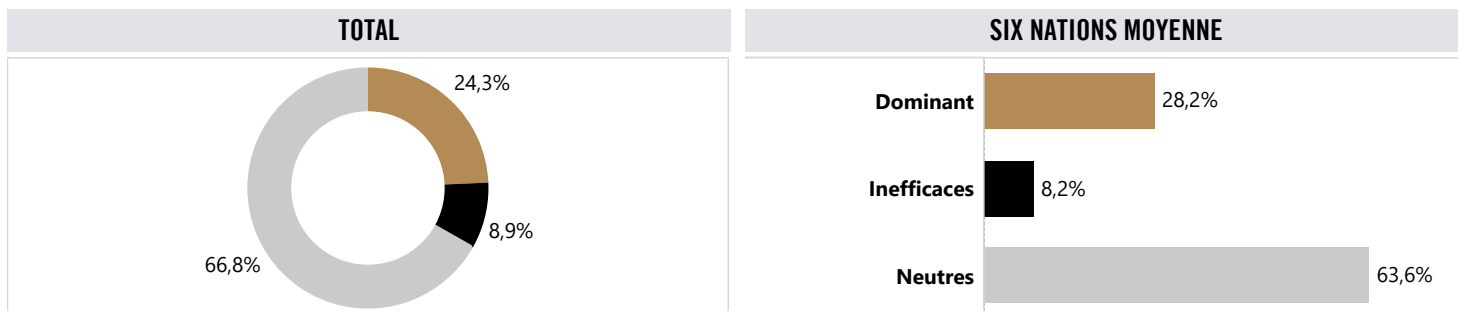 TOTAL
24,3%
8,9%
66,8%
SIX NATIONS MOYENNE
Dominant 28,2%
Inefficaces 8,2%
Neutres 63,6%